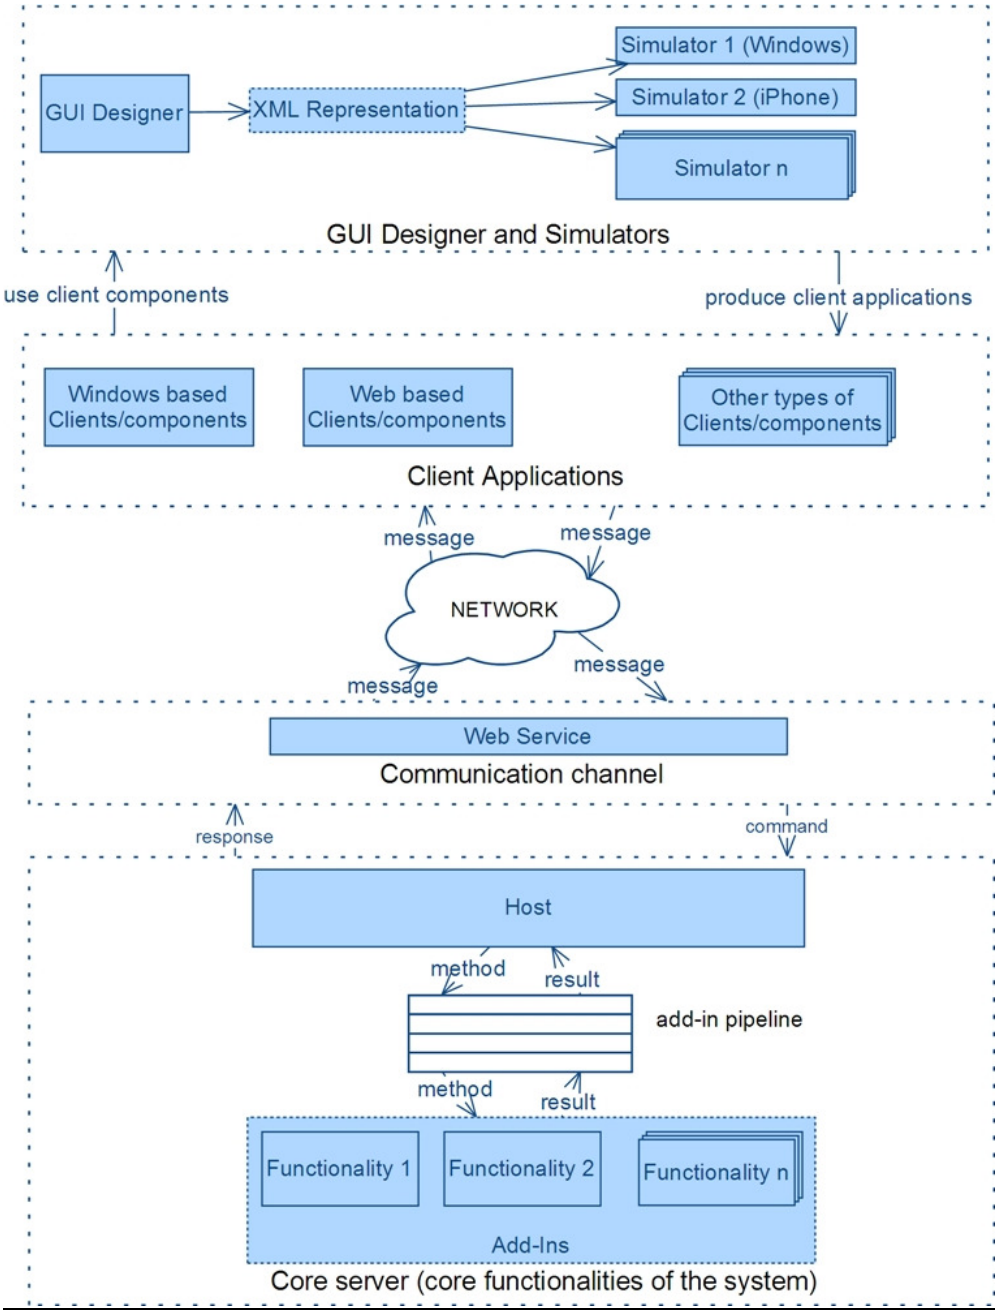 Simulator 1 (Windows)
GUI Designer
XML Representation
Simulator 2 (iPhone)
Simulator n
GUI Designer and Simulators
use client components
produce client applications
Windows based
Clients/components
Web based
Clients/components
Other types of
Clients/components
Client Applications
message
message
NETWORK
message
message
Web Service
Communication channel
response
command
Host
method
result
add-in pipeline
method
result
Functionality 1
Functionality 2
Functionality n
Add-Ins
Core server (core functionalities of the system)